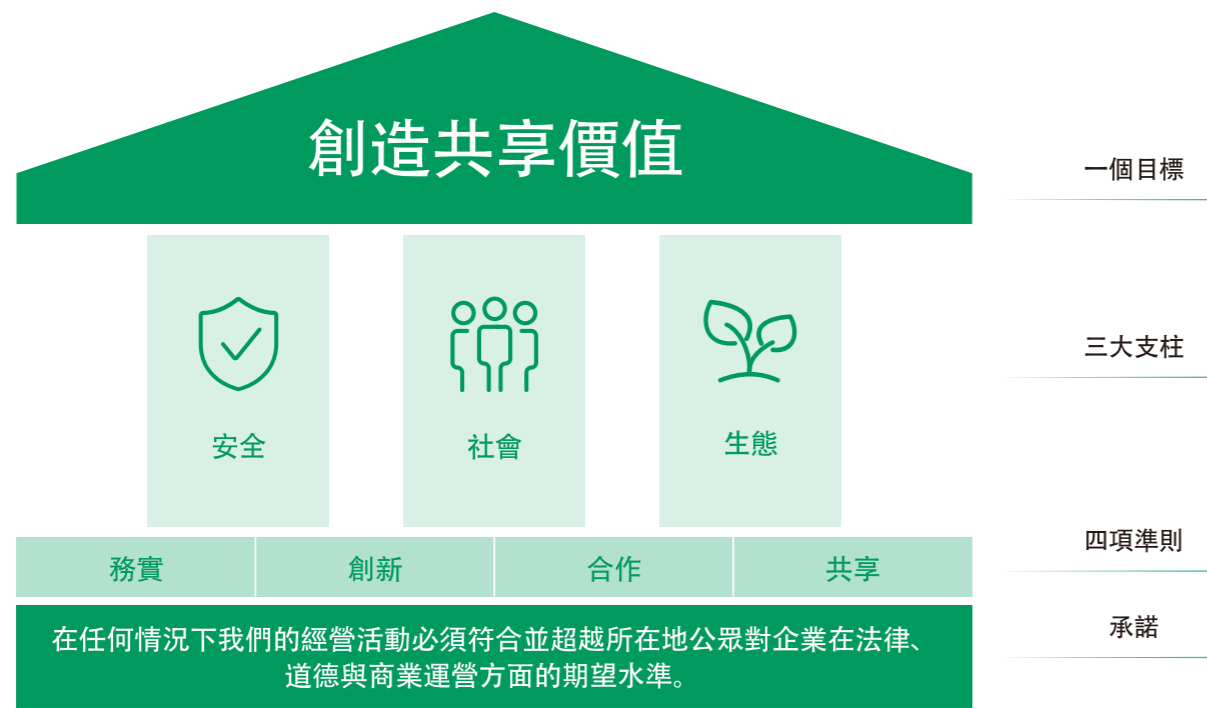 創造共享價值
一個目標
安全
社會
生態
三大支柱
務實
創新
合作
共享
四項準則
在任何情況下我們的經營活動必須符合並超越所在地公眾對企業在法律、
道德與商業運營方面的期望水準。
承諾